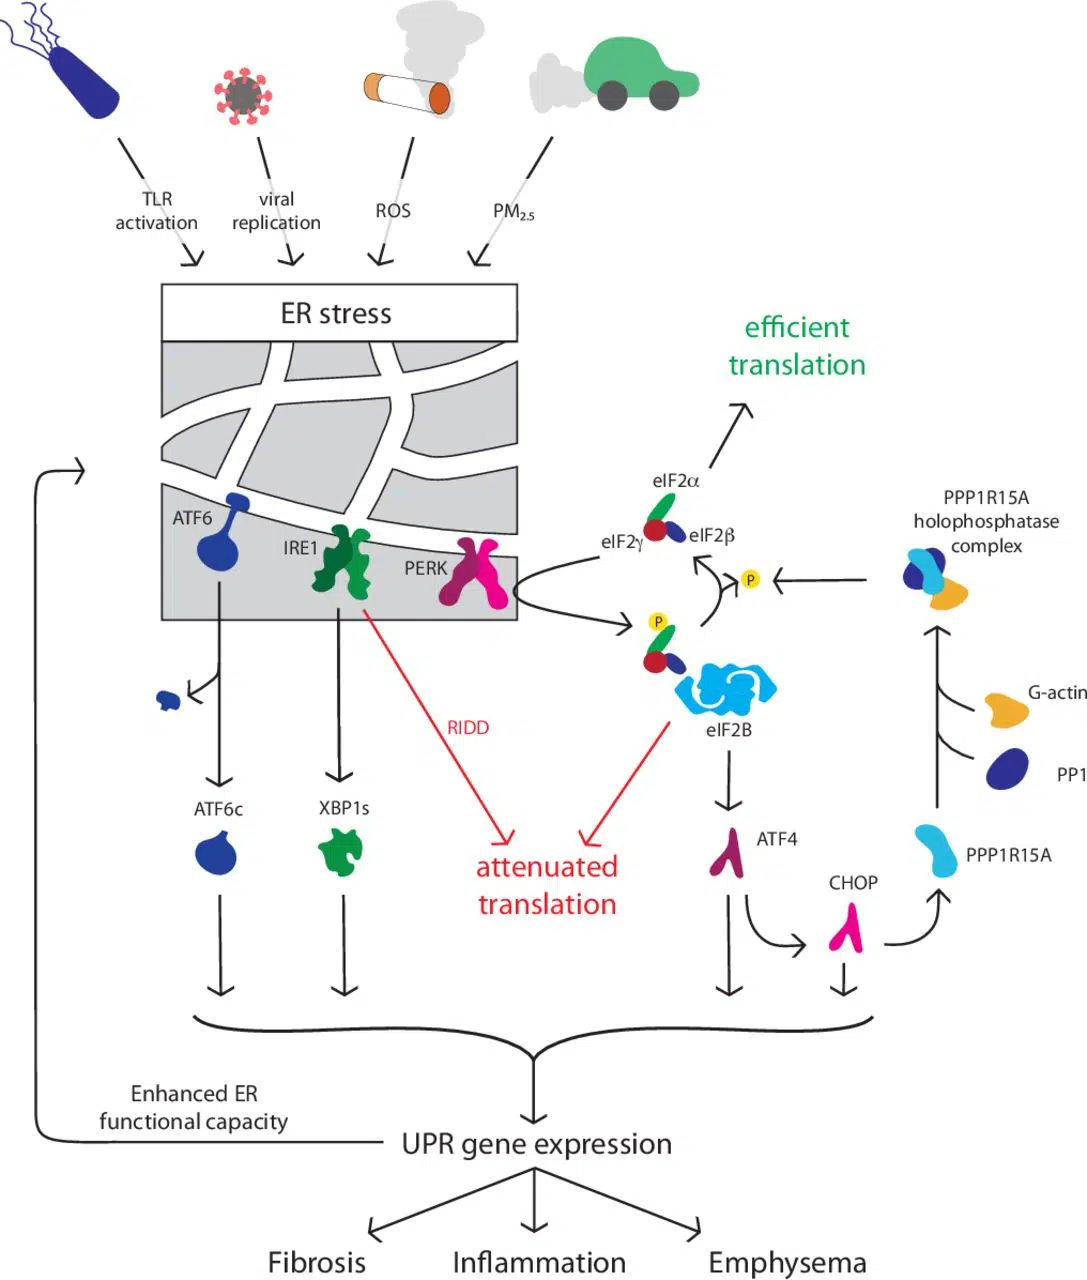 TLR
activation
viral
replication
ROS
PM2.5
ER stress
efficient
translation
ATF6
IRE1
PERK
eIF2α
eIF2γ
eIF2β
P
P
PPP1R15A
holophosphatase
complex
G-actin
PP1
eIF2B
RIDD
ATF6c
XBP1s
attenuated
translation
ATF4
CHOP
PPP1R15A
Enhanced ER
functional capacity
UPR gene expression
Fibrosis
Inflammation
Emphysema